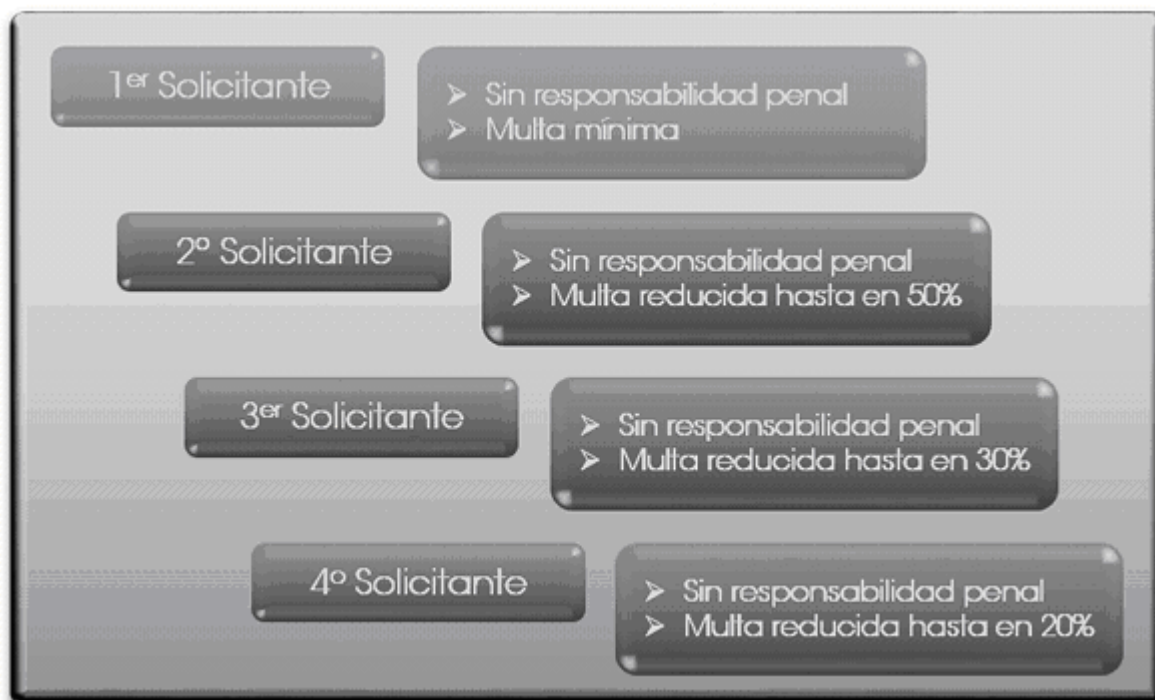 1er Solicitante
➢ Sin responsabilidad penal
➢ Multa mínima
2º Solicitante
➢ Sin responsabilidad penal
➢ Multa reducida hasta en 50%
3er Solicitante
➢ Sin responsabilidad penal
➢ Multa reducida hasta en 30%
4º Solicitante
➢ Sin responsabilidad penal
➢ Multa reducida hasta en 20%